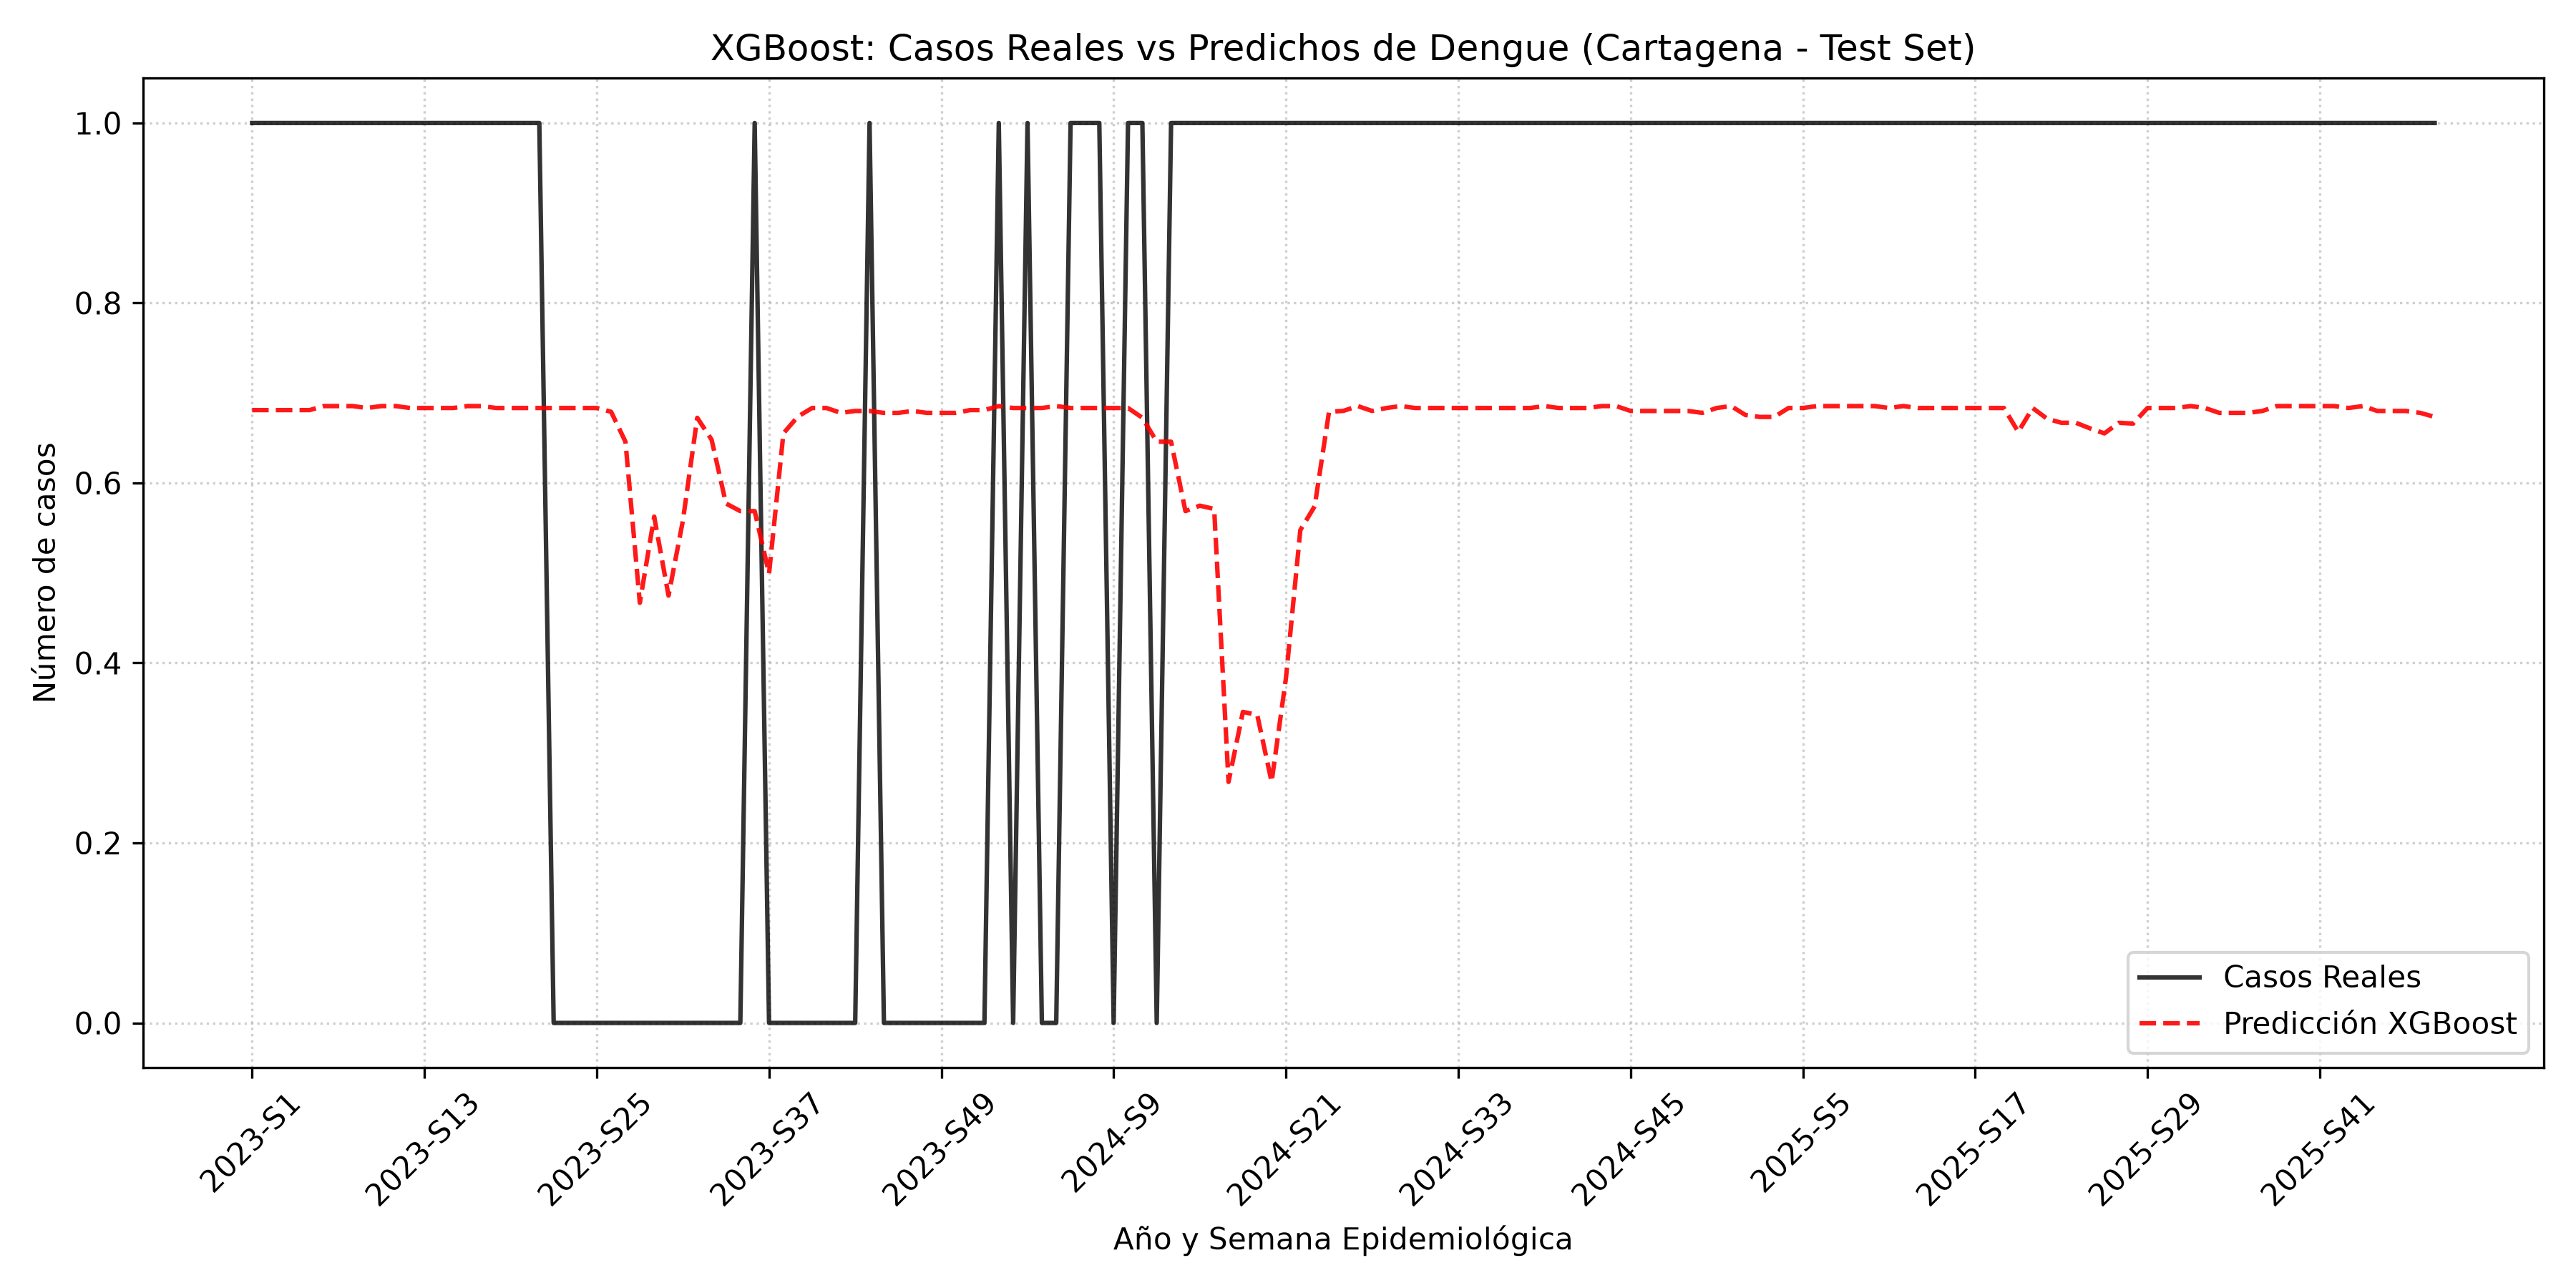 XGBoost: Casos Reales vs Predichos de Dengue (Cartagena - Test Set)
Número de casos
1.0
0.8
0.6
0.4
0.2
0.0
Casos Reales
Predicción XGBoost
2023-S1
2023-S13
2023-S25
2023-S37
2023-S49
2024-S9
2024-S21
2024-S33
2024-S45
2025-S5
2025-S17
2025-S29
2025-S41
Año y Semana Epidemiológica